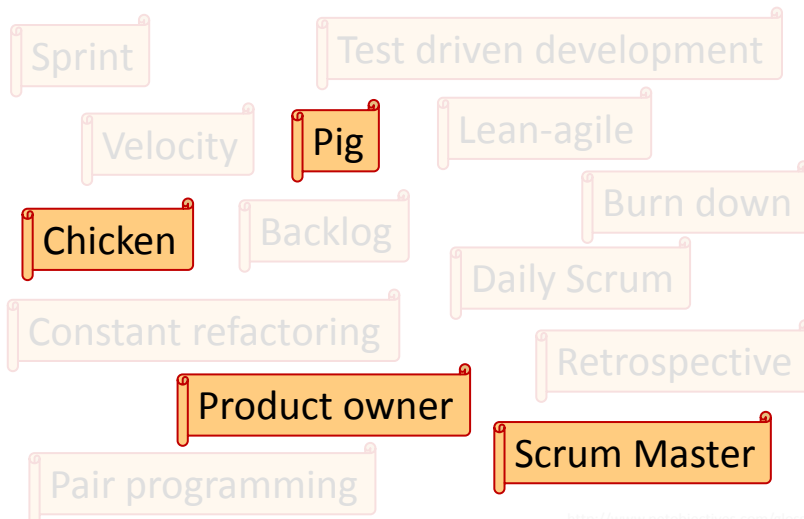 Sprint
Test driven development
Velocity
Pig
Lean-agile
Burn down
Chicken
Backlog
Daily Scrum
Constant refactoring
Retrospective
Product owner
Scrum Master
Pair programming